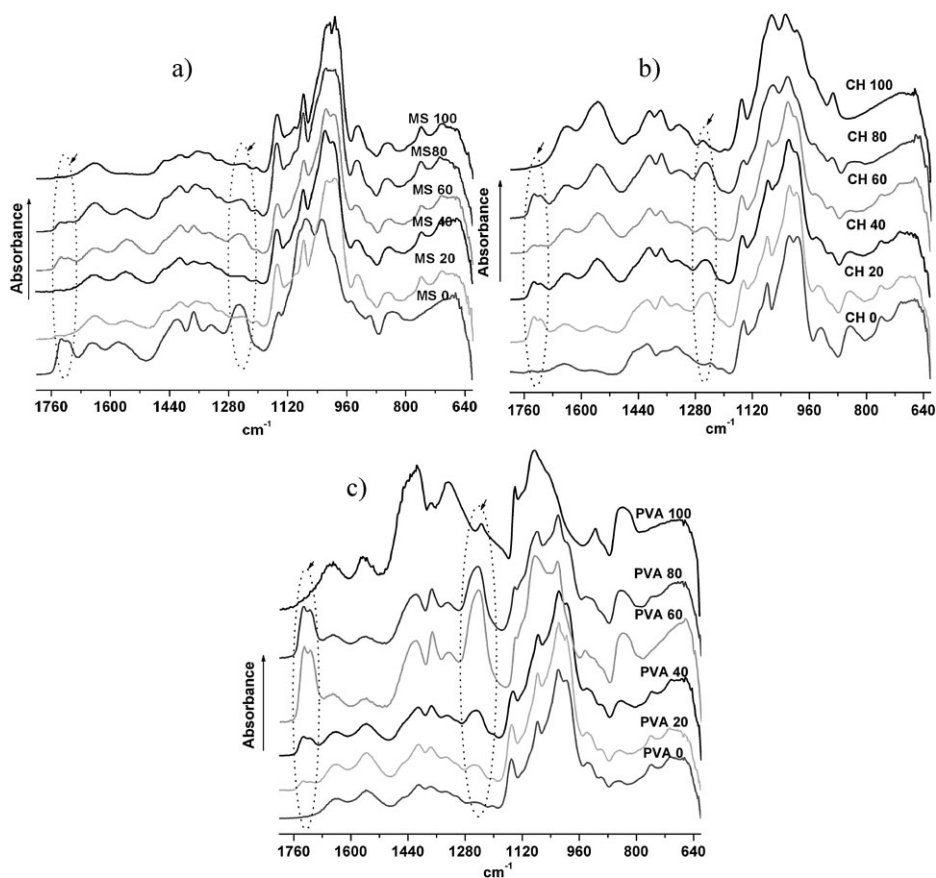 a)
MS 100
MS80
MS 60
MS 40
MS 20
MS 0
Absorbance
1760 1600 1440 1280 1120 960 800 640
cm-1
b)
CH 100
CH 80
CH 60
CH 40
CH 20
CH 0
Absorbance
1760 1600 1440 1280 1120 960 800 640
cm-1
c)
PVA 100
PVA 80
PVA 60
PVA 40
PVA 20
PVA 0
Absorbance
1760 1600 1440 1280 1120 960 800 640
cm-1